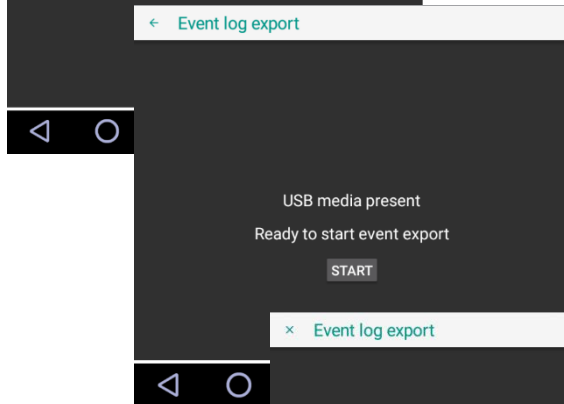 Event log export
USB media present
Ready to start event export
START
Event log export